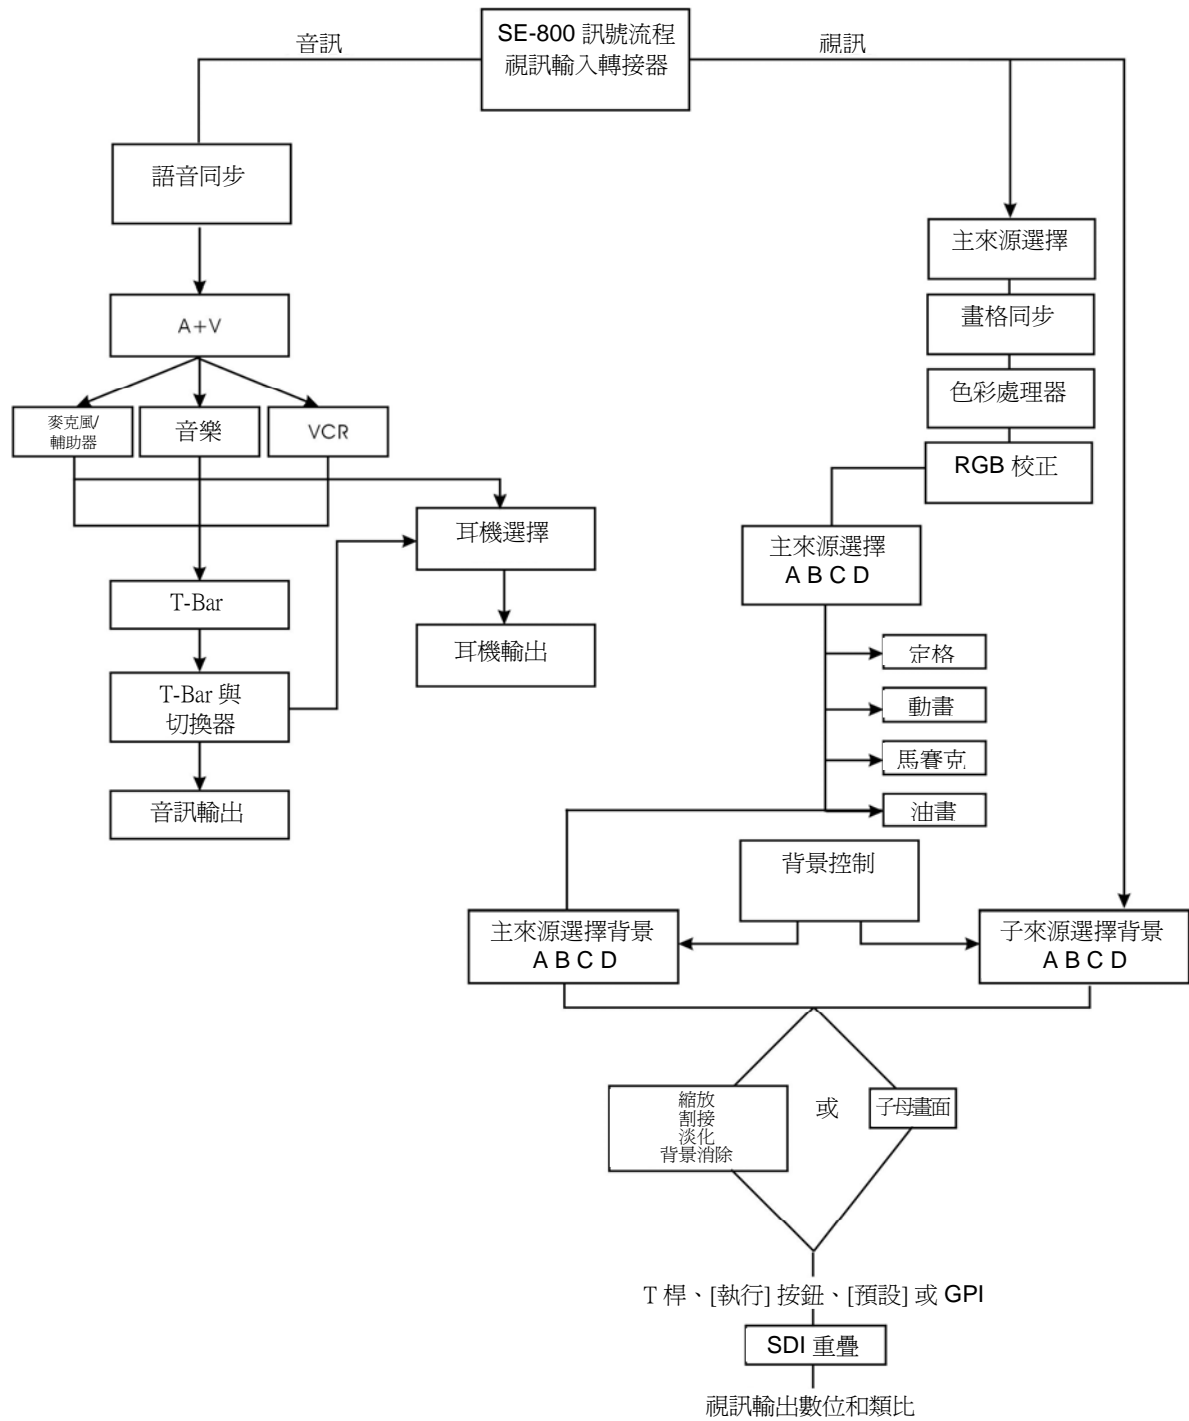 SE-800 訊號流程
視訊輸入轉接器
音訊
視訊
語音同步
A+V
麥克風/
輔助器
音樂
VCR
耳機選擇
耳機輸出
T-Bar
T-Bar 與
切換器
音訊輸出
主來源選擇
畫格同步
色彩處理器
RGB 校正
主來源選擇
A B C D
定格
動畫
馬賽克
油畫
背景控制
主來源選擇背景
A B C D
子來源選擇背景
A B C D
縮放
割接
淡化
背景消除
或
子母畫面
T 桿、[執行] 按鈕、[預設] 或 GPI
SDI 重疊
視訊輸出數位和類比